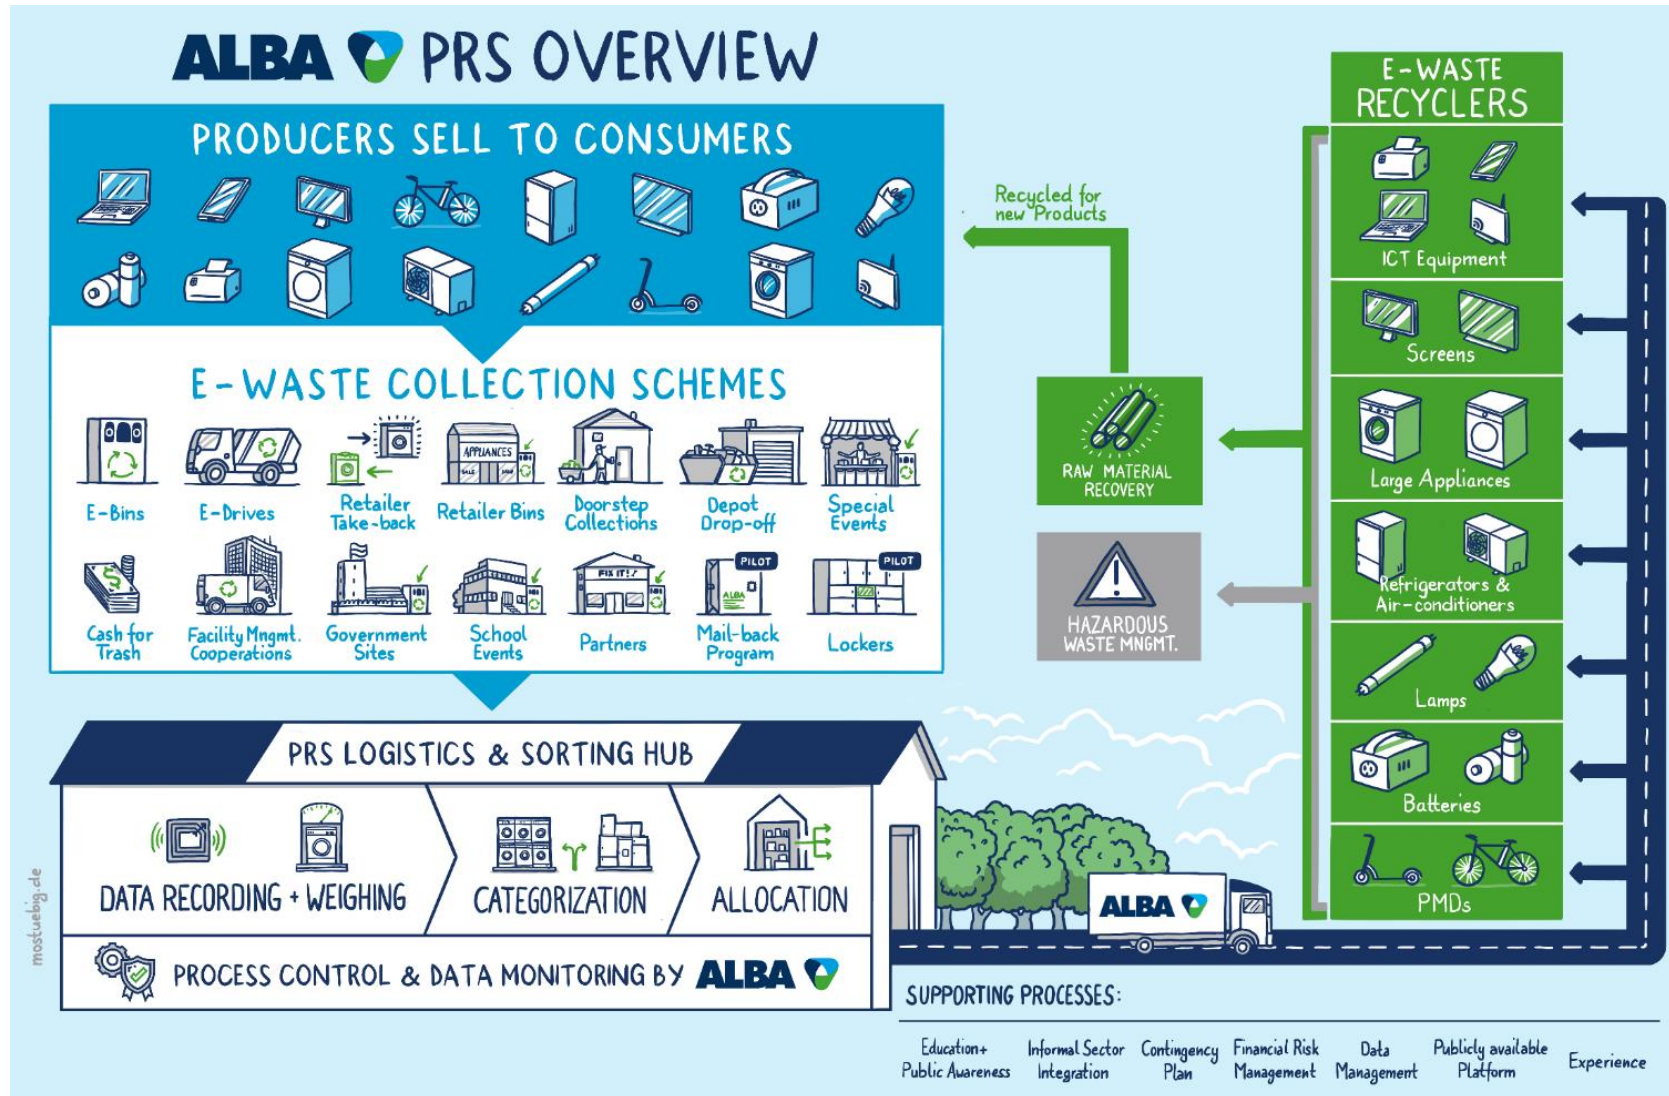 ALBA PRS OVERVIEW
PRODUCERS SELL TO CONSUMERS
E-WASTE COLLECTION SCHEMES
APPLIANCES
SALE
E-Bins
E-Drives
Retailer
Take-back
Retailer Bins
Doorstep
Collections
Depot
Drop-off
Special
Events
$
FIX IT!
PILOT
ALBA
PILOT
Cash for
Trash
Facility Mngmt.
Cooperations
Government
Sites
School
Events
Partners
Mail-back
Program
Lockers
PRS LOGISTICS & SORTING HUB
DATA RECORDING + WEIGHING
CATEGORIZATION
ALLOCATION
PROCESS CONTROL & DATA MONITORING BY ALBA
mostuebig.de
Recycled for
new Products
RAW MATERIAL
RECOVERY
HAZARDOUS
WASTE MNGMT.
E-WASTE
RECYCLERS
ICT Equipment
Screens
Large Appliances
Refrigerators &
Air-conditioners
Lamps
Batteries
PMDs
ALBA
SUPPORTING PROCESSES:
Education+
Public Awareness
Informal Sector
Integration
Contingency
Plan
Financial Risk
Management
Data
Management
Publicly available
Platform
Experience